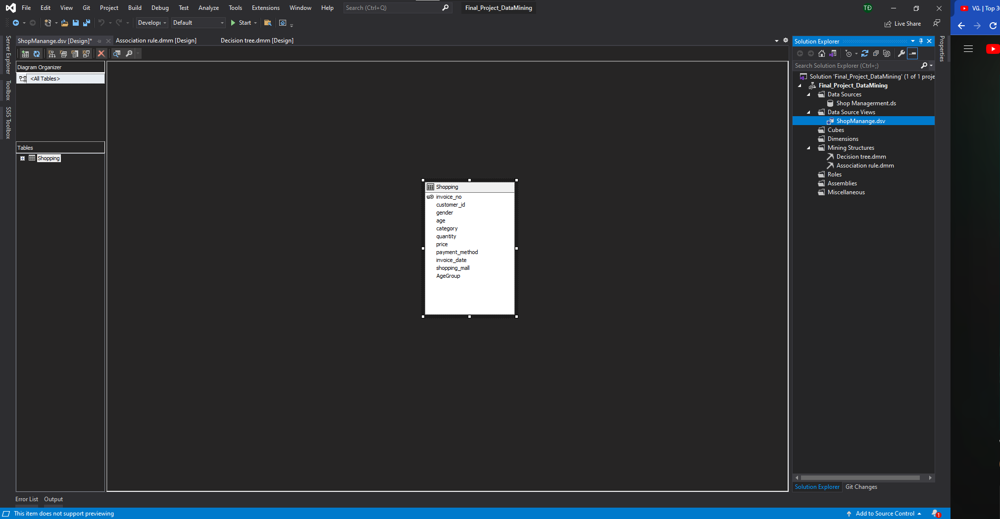 File Edit View Git Project Build Debug Test Analyze Tools Extensions Window Help Search (Ctrl+Q) Final_Project_DataMining TĐ
Developı Default Start Live Share
ShopManange.dsv [Design]* Association rule.dmm [Design] Decision tree.dmm [Design]
Server Explorer
Toolbox
SSIS Toolbox
Diagram Organizer
<All Tables>
Tables
Shopping
Shopping
invoice_no
customer_id
gender
age
category
quantity
price
payment_method
invoice_date
shopping_mall
AgeGroup
Solution Explorer
Search Solution Explorer (Ctrl+;)
Solution 'Final_Project_DataMining' (1 of 1 proje
Final_Project_DataMining
Data Sources
Shop Managerment.ds
Data Source Views
ShopManange.dsv
Cubes
Dimensions
Mining Structures
Decision tree.dmm
Association rule.dmm
Roles
Assemblies
Miscellaneous
Solution Explorer Git Changes
Properties
Vũ. | Top 3
Error List Output
This item does not support previewing Add to Source Control 1